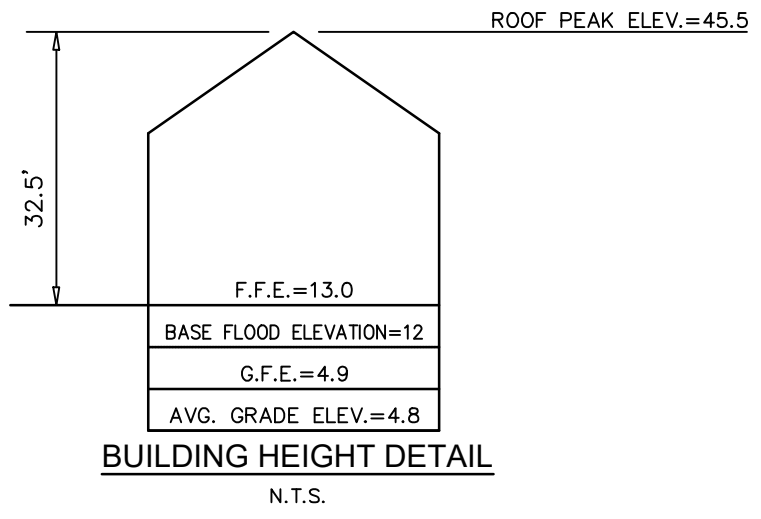 ROOF PEAK ELEV.=45.5
32.5'
F.F.E.=13.0
BASE FLOOD ELEVATION=12
G.F.E.=4.9
AVG. GRADE ELEV.=4.8
BUILDING HEIGHT DETAIL
N.T.S.